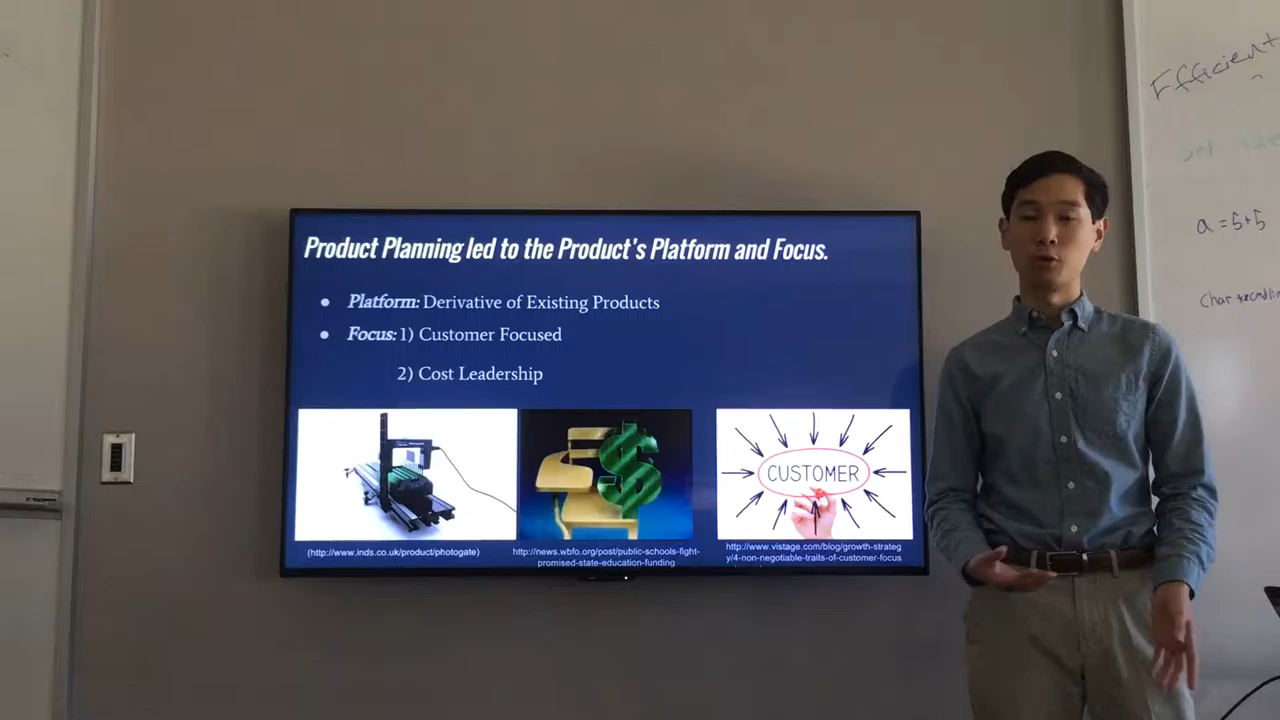 Product Planning led to the Product's Platform and Focus.
● Platform: Derivative of Existing Products
● Focus: 1) Customer Focused
2) Cost Leadership
CUSTOMER
(http://www.inds.co.uk/product/photogate)
http://news.wbfo.org/post/public-schools-fight-
promised-state-education-funding
http://www.vistage.com/blog/growth-strateg
y/4-non-negotiable-traits-of-customer-focus
Efficient
a=5+5